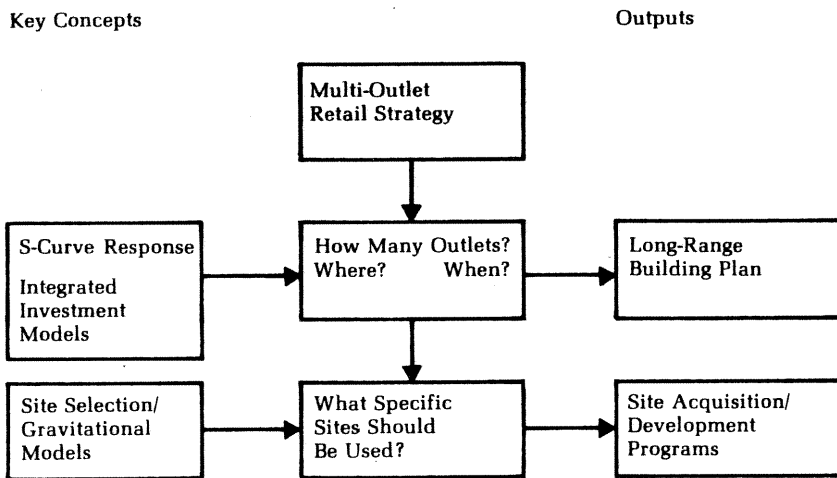 Key Concepts
Outputs
Multi-Outlet
Retail Strategy
S-Curve Response
Integrated
Investment
Models
How Many Outlets?
Where? When?
Long-Range
Building Plan
Site Selection/
Gravitational
Models
What Specific
Sites Should
Be Used?
Site Acquisition/
Development
Programs